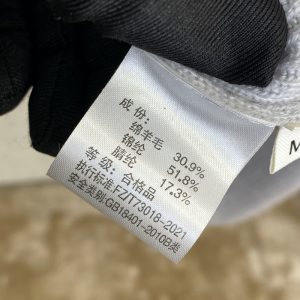 成份:
绵羊毛 30.9%
锦纶 51.8%
腈纶 17.3%
等级:合格品
执行标准:FZ/T73018-2021
安全类别:GB18401-2010B类
M